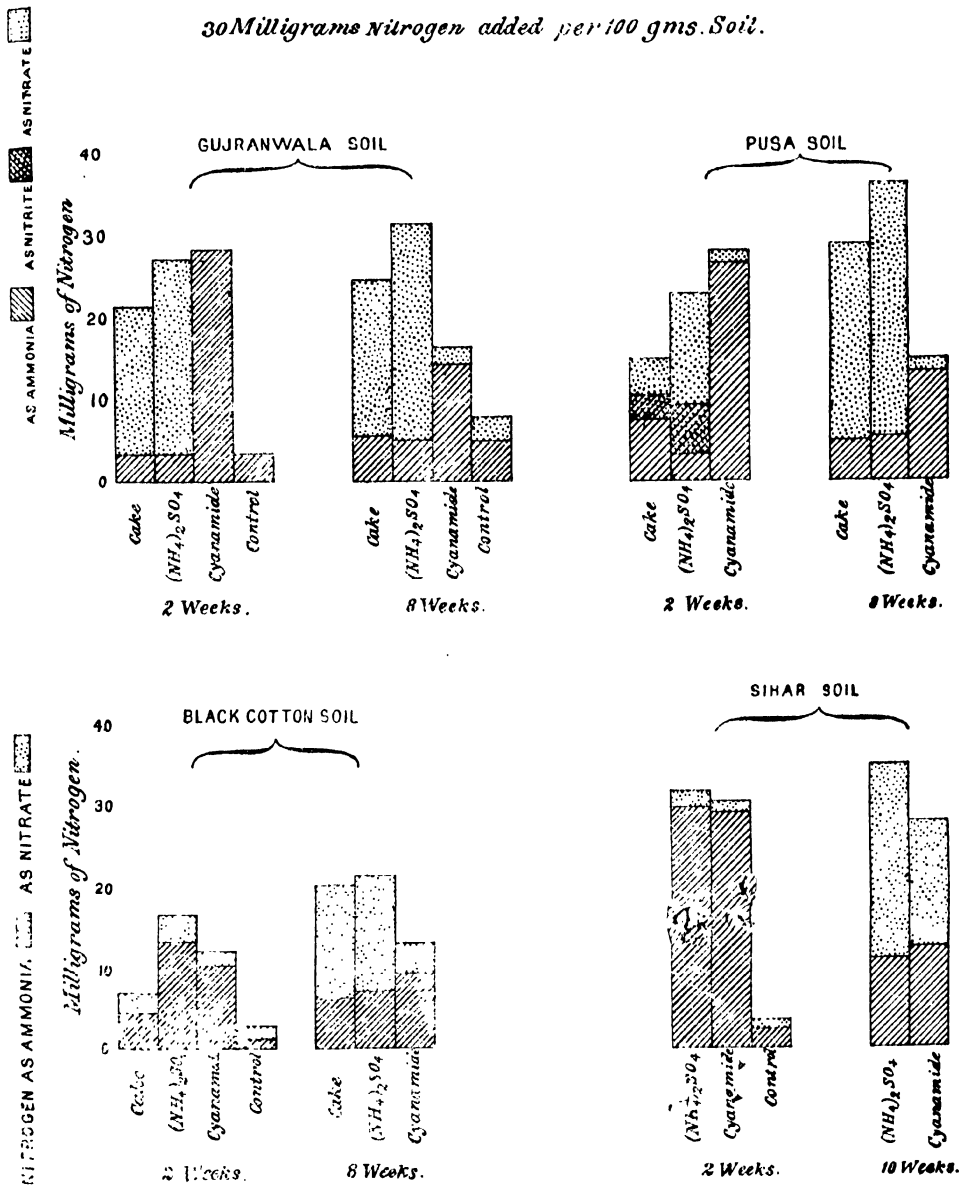 30 Milligrams Nitrogen added per 100 gms. Soil.
AS AMMONIA AS NITRITE AS NITRATE
Milligrams of Nitrogen
40
30
20
10
0
GUJRANWALA SOIL
Cake
(NH4)2SO4
Cyanamide
Control
2 Weeks.
Cake
(NH4)2SO4
Cyanamide
Control
8 Weeks.
PUSA SOIL
Cake
(NH4)2SO4
Cyanamide
2 Weeks.
Cake
(NH4)2SO4
Cyanamide
8 Weeks.
NITROGEN AS AMMONIA AS NITRATE
Milligrams of Nitrogen.
40
30
20
10
0
BLACK COTTON SOIL
(NH4)2SO4
Control
2 Weeks.
Cake
(NH4)2SO4
Cyanamide
8 Weeks.
SIHAR SOIL
(NH4)2SO4
Cyanamide
Control
2 Weeks.
(NH4)2SO4
Cyanamide
10 Weeks.